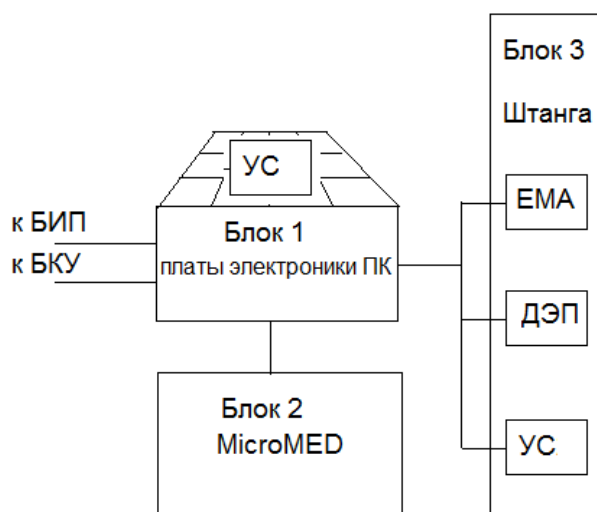 Блок 3
Штанга
УС
ЕМА
к БИП
Блок 1
к БКУ
платы электроники ПК
ДЭП
Блок 2
MicroMED
УС